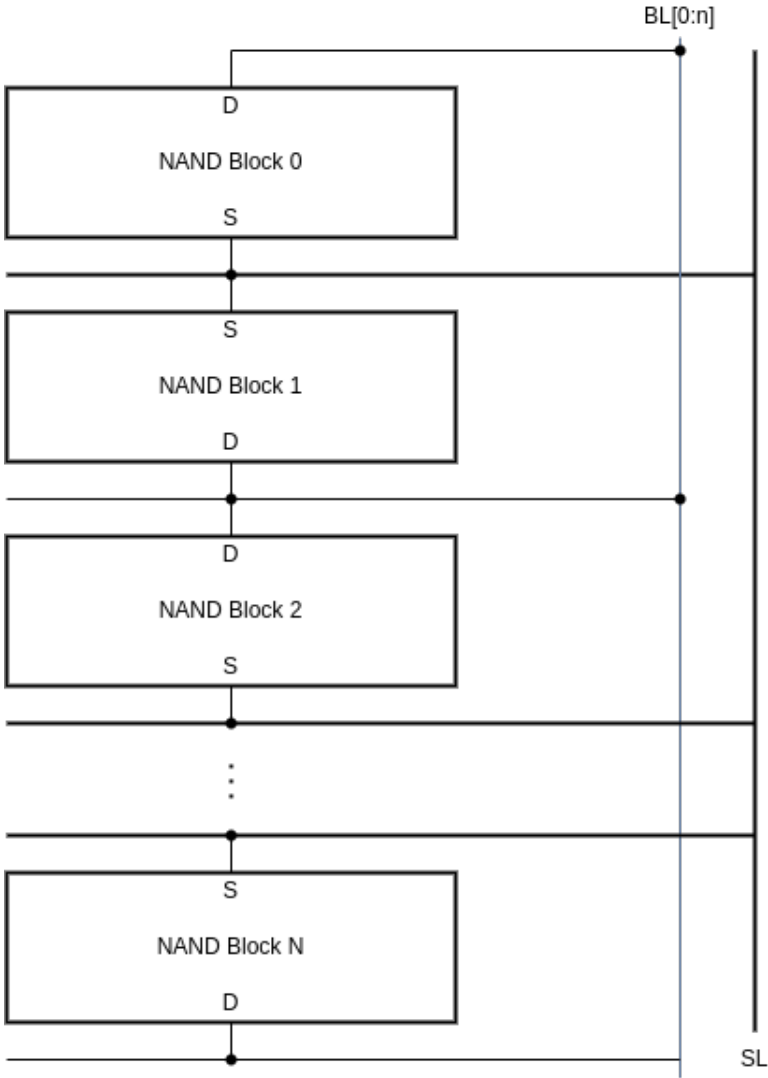 BL[0:n]
D
NAND Block 0
S
S
NAND Block 1
D
D
NAND Block 2
S
S
NAND Block N
D
SL